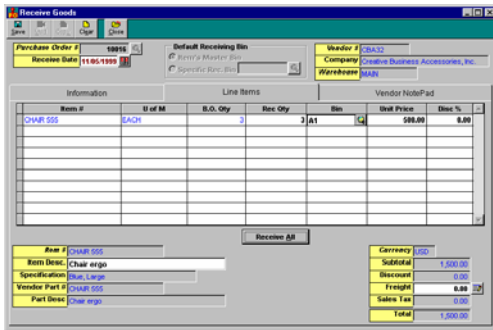 Receive Goods
Save Clear Close
Purchase Order # 10016
Receive Date 11/05/1999
Default Receiving Bin
Item's Master Bin
Specific Rec. Bin
Vendor # CBA32
Company Creative Business Accessories, Inc.
Warehouse MAIN
Information Line Items Vendor NotePad
Item # U of M B.O. Qty Rec Qty Bin Unit Price Disc %
CHAIR 555 EACH 3 3 A1 500.00 0.00
Receive All
Item # CHAIR 555
Item Desc. Chair ergo
Specification Blue, Large
Vendor Part # CHAIR 555
Part Desc Chair ergo
Currency USD
Subtotal 1,500.00
Discount 0.00
Freight 0.00
Sales Tax 0.00
Total 1,500.00